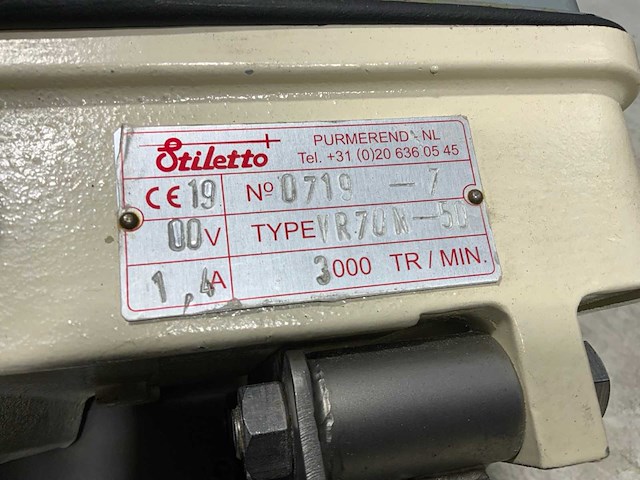 Stiletto
PURMEREND - NL
Tel. +31 (0)20 636 05 45
CE 19 Nº 0719 -7
00 V TYPE
1,4 A 3000 TR / MIN.